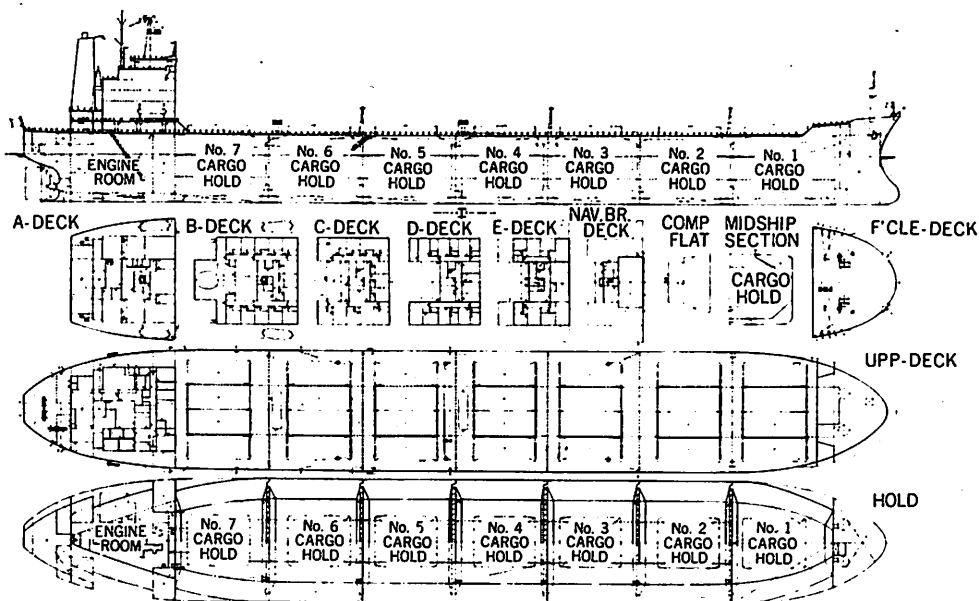 ENGINE
ROOM
No. 7
CARGO
HOLD
No. 6
CARGO
HOLD
No. 5
CARGO
HOLD
No. 4
CARGO
HOLD
No. 3
CARGO
HOLD
No. 2
CARGO
HOLD
No. 1
CARGO
HOLD
A-DECK
B-DECK
C-DECK
D-DECK
E-DECK
NAV. BR.
DECK
COMP
FLAT
MIDSHIP
SECTION
CARGO
HOLD
F'CLE-DECK
UPP-DECK
HOLD
ENGINE
ROOM
No. 7
CARGO
HOLD
No. 6
CARGO
HOLD
No. 5
CARGO
HOLD
No. 4
CARGO
HOLD
No. 3
CARGO
HOLD
No. 2
CARGO
HOLD
No. 1
CARGO
HOLD